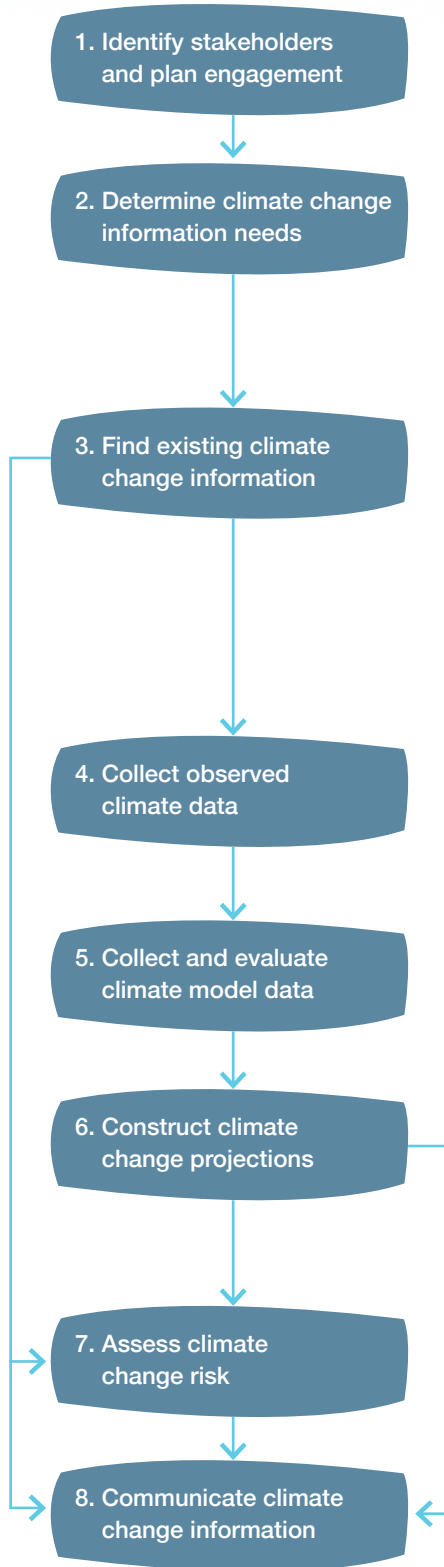 1. Identify stakeholders
and plan engagement
2. Determine climate change
information needs
3. Find existing climate
change information
4. Collect observed
climate data
5. Collect and evaluate
climate model data
6. Construct climate
change projections
7. Assess climate
change risk
8. Communicate climate
change information